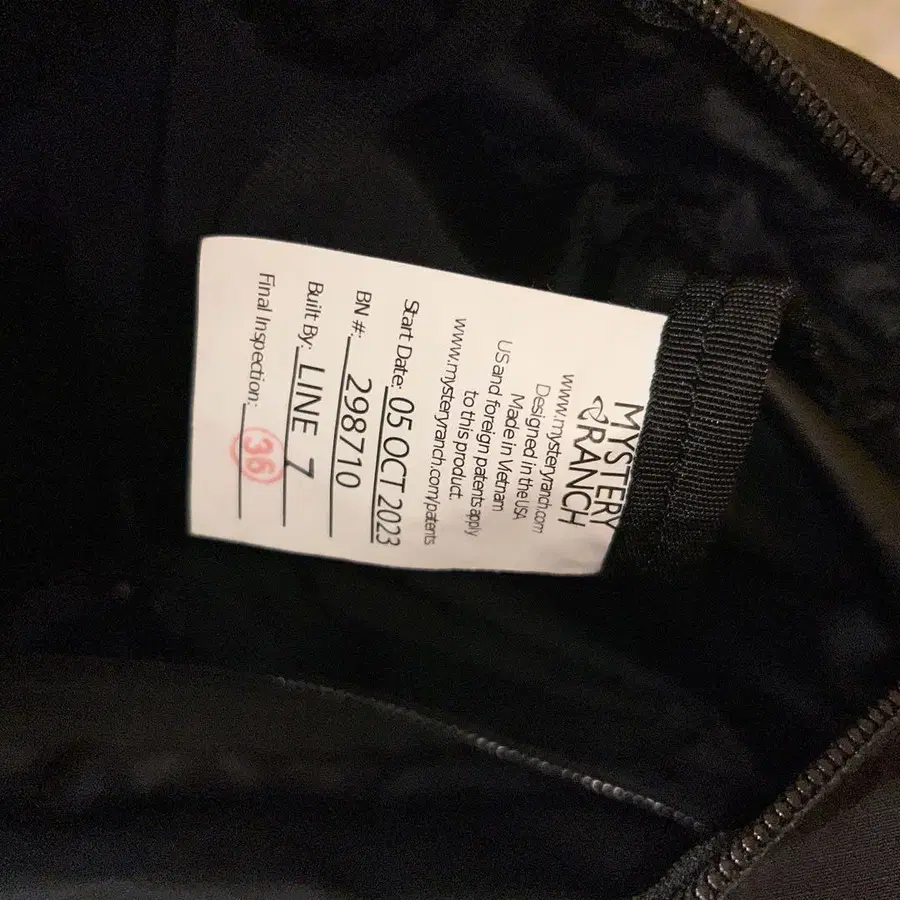 MYSTERY
RANCH
www.mysteryranch.com
Designed in the USA
Made in Vietnam
US and foreign patents apply
to this product.
www.mysteryranch.com/patents
Start Date: 05 OCT 2023
BN #: 298710
Built By: LINE 7
Final Inspection: 36